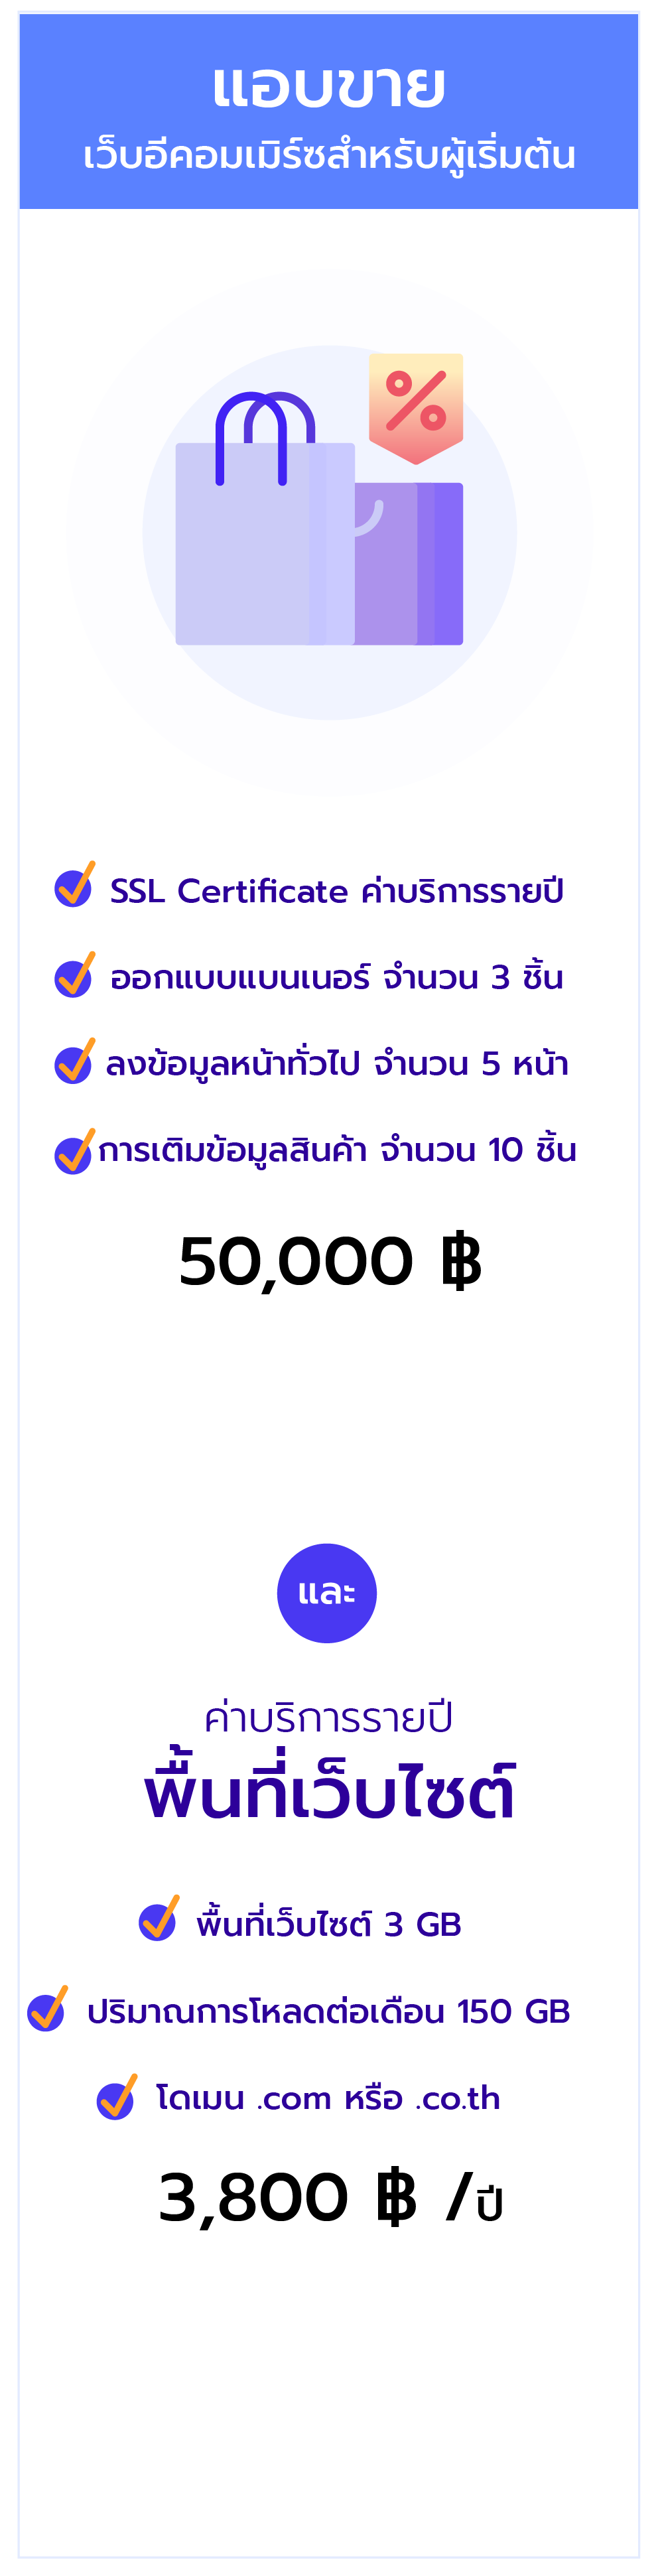 แอบขาย
เว็บอีคอมเมิร์ซสำหรับผู้เริ่มต้น
%
SSL Certificate ค่าบริการรายปี
ออกแบบแบนเนอร์ จำนวน 3 ชิ้น
ลงข้อมูลหน้าทั่วไป จำนวน 5 หน้า
การเติมข้อมูลสินค้า จำนวน 10 ชิ้น
50,000 ฿
และ
ค่าบริการรายปี
พื้นที่เว็บไซต์
พื้นที่เว็บไซต์ 3 GB
ปริมาณการโหลดต่อเดือน 150 GB
โดเมน .com หรือ .co.th
3,800 ฿ /ปี